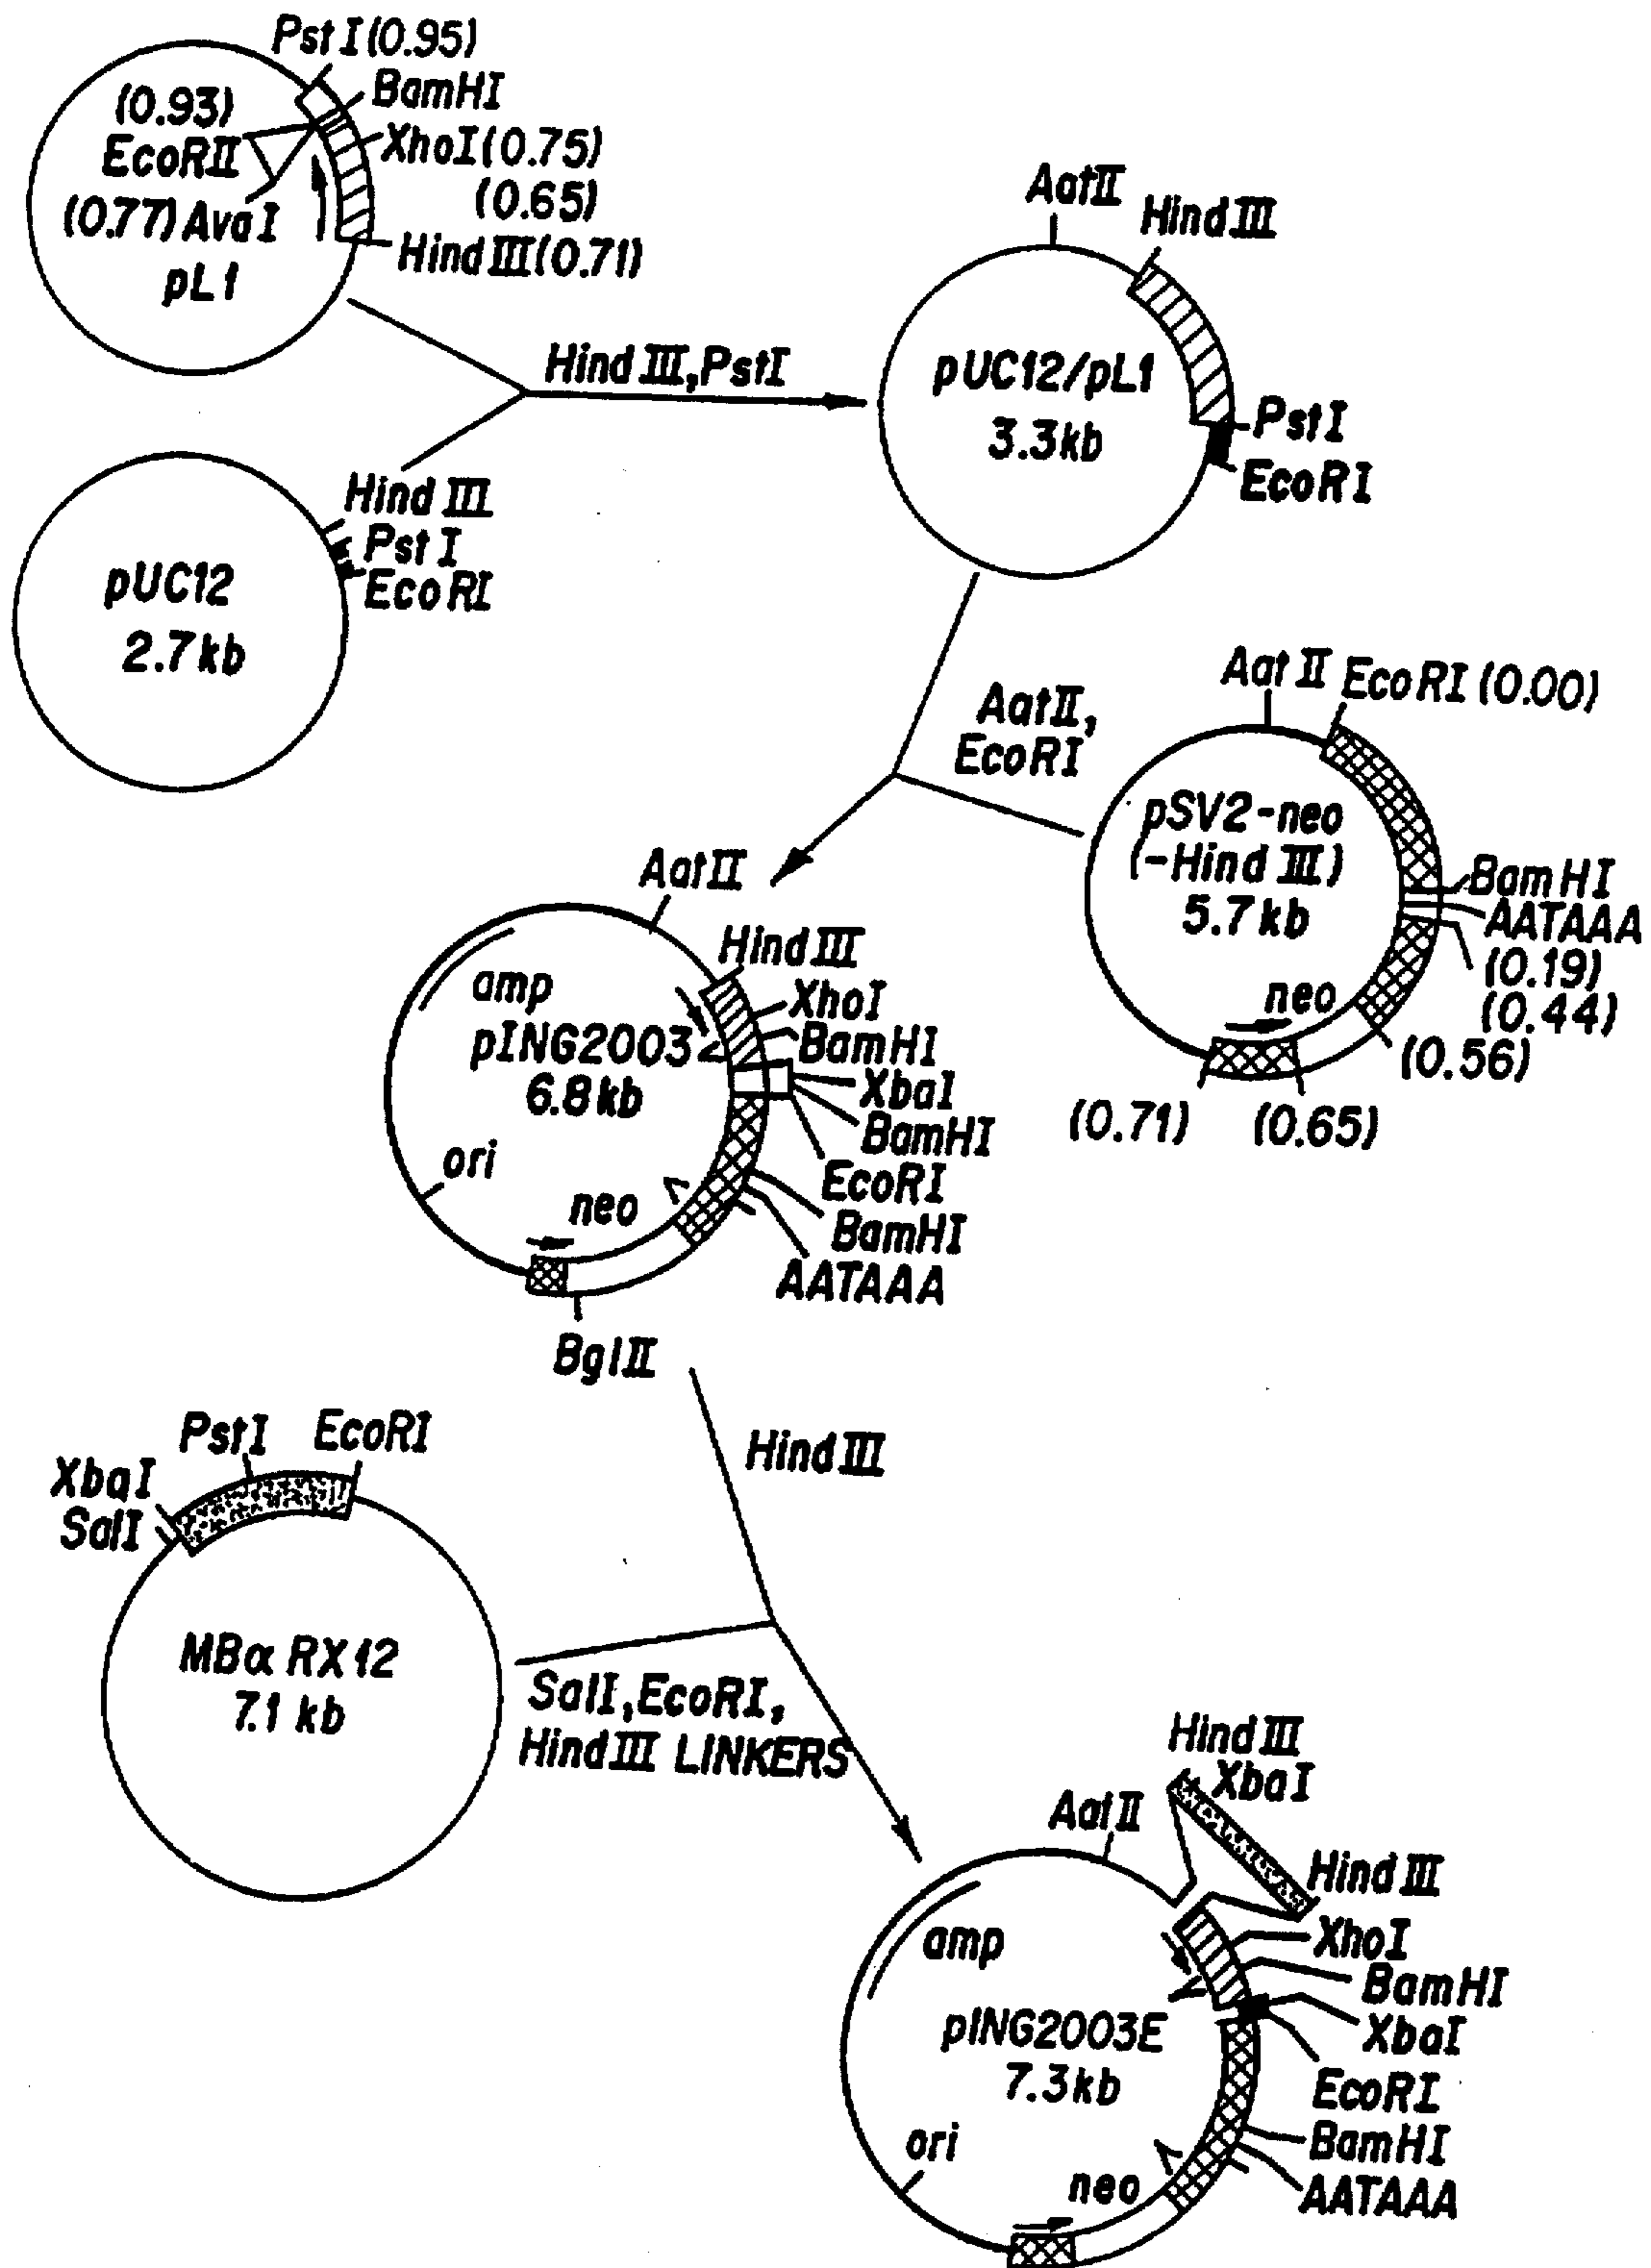 PstI (0.95)
BamHI
(0.93)
EcoRII
XhoI (0.75)
(0.65)
(0.77) AvaI
HindIII (0.71)
pL1
HindIII, PstI
HindIII
PstI
EcoRI
pUC12
2.7kb
AatII
HindIII
pUC12/pL1
3.3kb
PstI
EcoRI
AatII,
EcoRI
AatII EcoRI (0.00)
pSV2-neo
(-HindIII)
5.7kb
BamHI
AATAAA
(0.19)
(0.44)
neo
(0.56)
(0.71)
(0.65)
AatII
HindIII
amp
XhoI
pING2003
BamHI
6.8kb
XbaI
BamHI
ori
EcoRI
neo
BamHI
AATAAA
BglII
HindIII
PstI
EcoRI
XbaI
SalI
MBα RX12
7.1 kb
SalI, EcoRI,
HindIII LINKERS
HindIII
XbaI
AatII
HindIII
amp
XhoI
BamHI
pING2003E
XbaI
7.3kb
EcoRI
ori
BamHI
neo
AATAAA